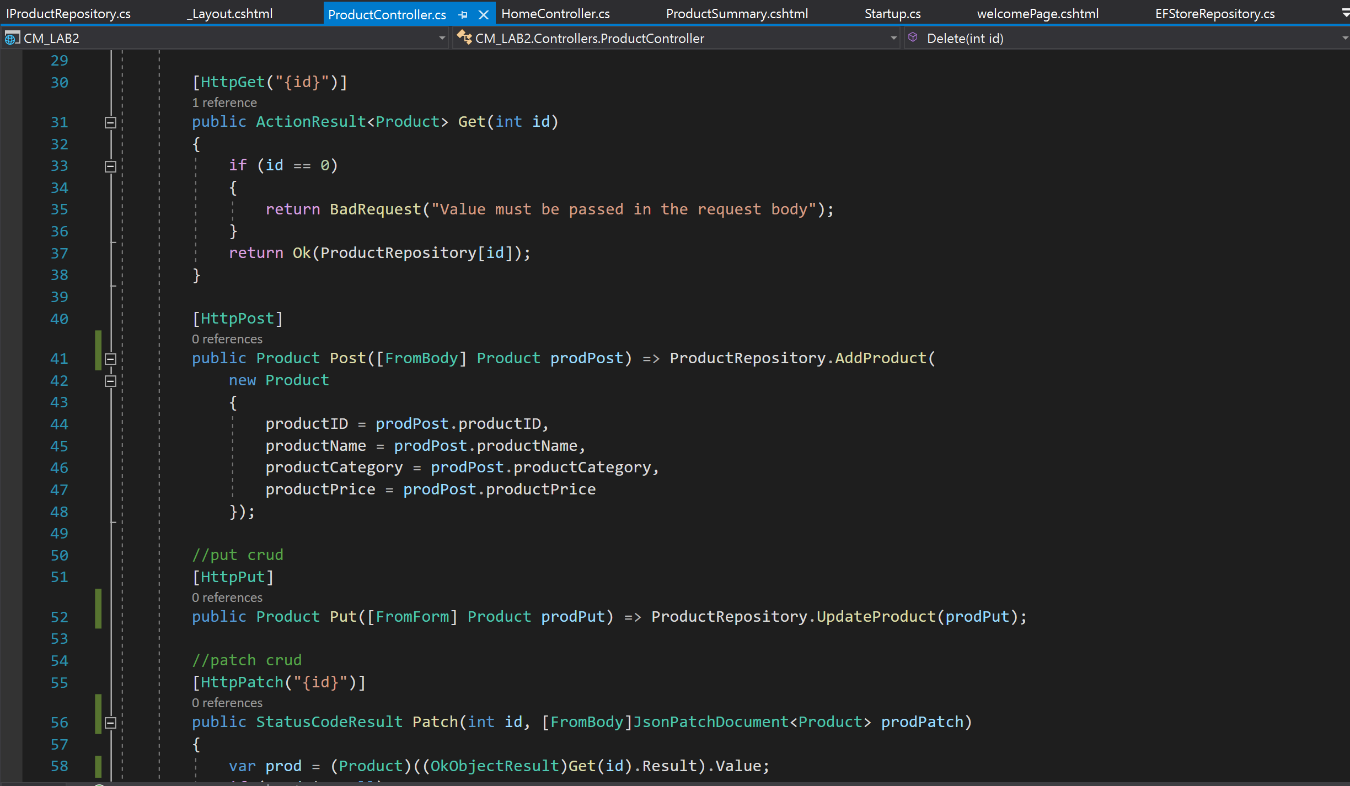 IProductRepository.cs _Layout.cshtml ProductController.cs HomeController.cs ProductSummary.cshtml Startup.cs welcomePage.cshtml EFStoreRepository.cs
CM_LAB2 CM_LAB2.Controllers.ProductController Delete(int id)
29
30 [HttpGet("{id}")]
1 reference
31 public ActionResult<Product> Get(int id)
32 {
33 if (id == 0)
34 {
35 return BadRequest("Value must be passed in the request body");
36 }
37 return Ok(ProductRepository[id]);
38 }
39
40 [HttpPost]
0 references
41 public Product Post([FromBody] Product prodPost) => ProductRepository.AddProduct(
42 new Product
43 {
44 productID = prodPost.productID,
45 productName = prodPost.productName,
46 productCategory = prodPost.productCategory,
47 productPrice = prodPost.productPrice
48 });
49
50 //put crud
51 [HttpPut]
0 references
52 public Product Put([FromForm] Product prodPut) => ProductRepository.UpdateProduct(prodPut);
53
54 //patch crud
55 [HttpPatch("{id}")]
0 references
56 public StatusCodeResult Patch(int id, [FromBody]JsonPatchDocument<Product> prodPatch)
57 {
58 var prod = (Product)((OkObjectResult)Get(id).Result).Value;